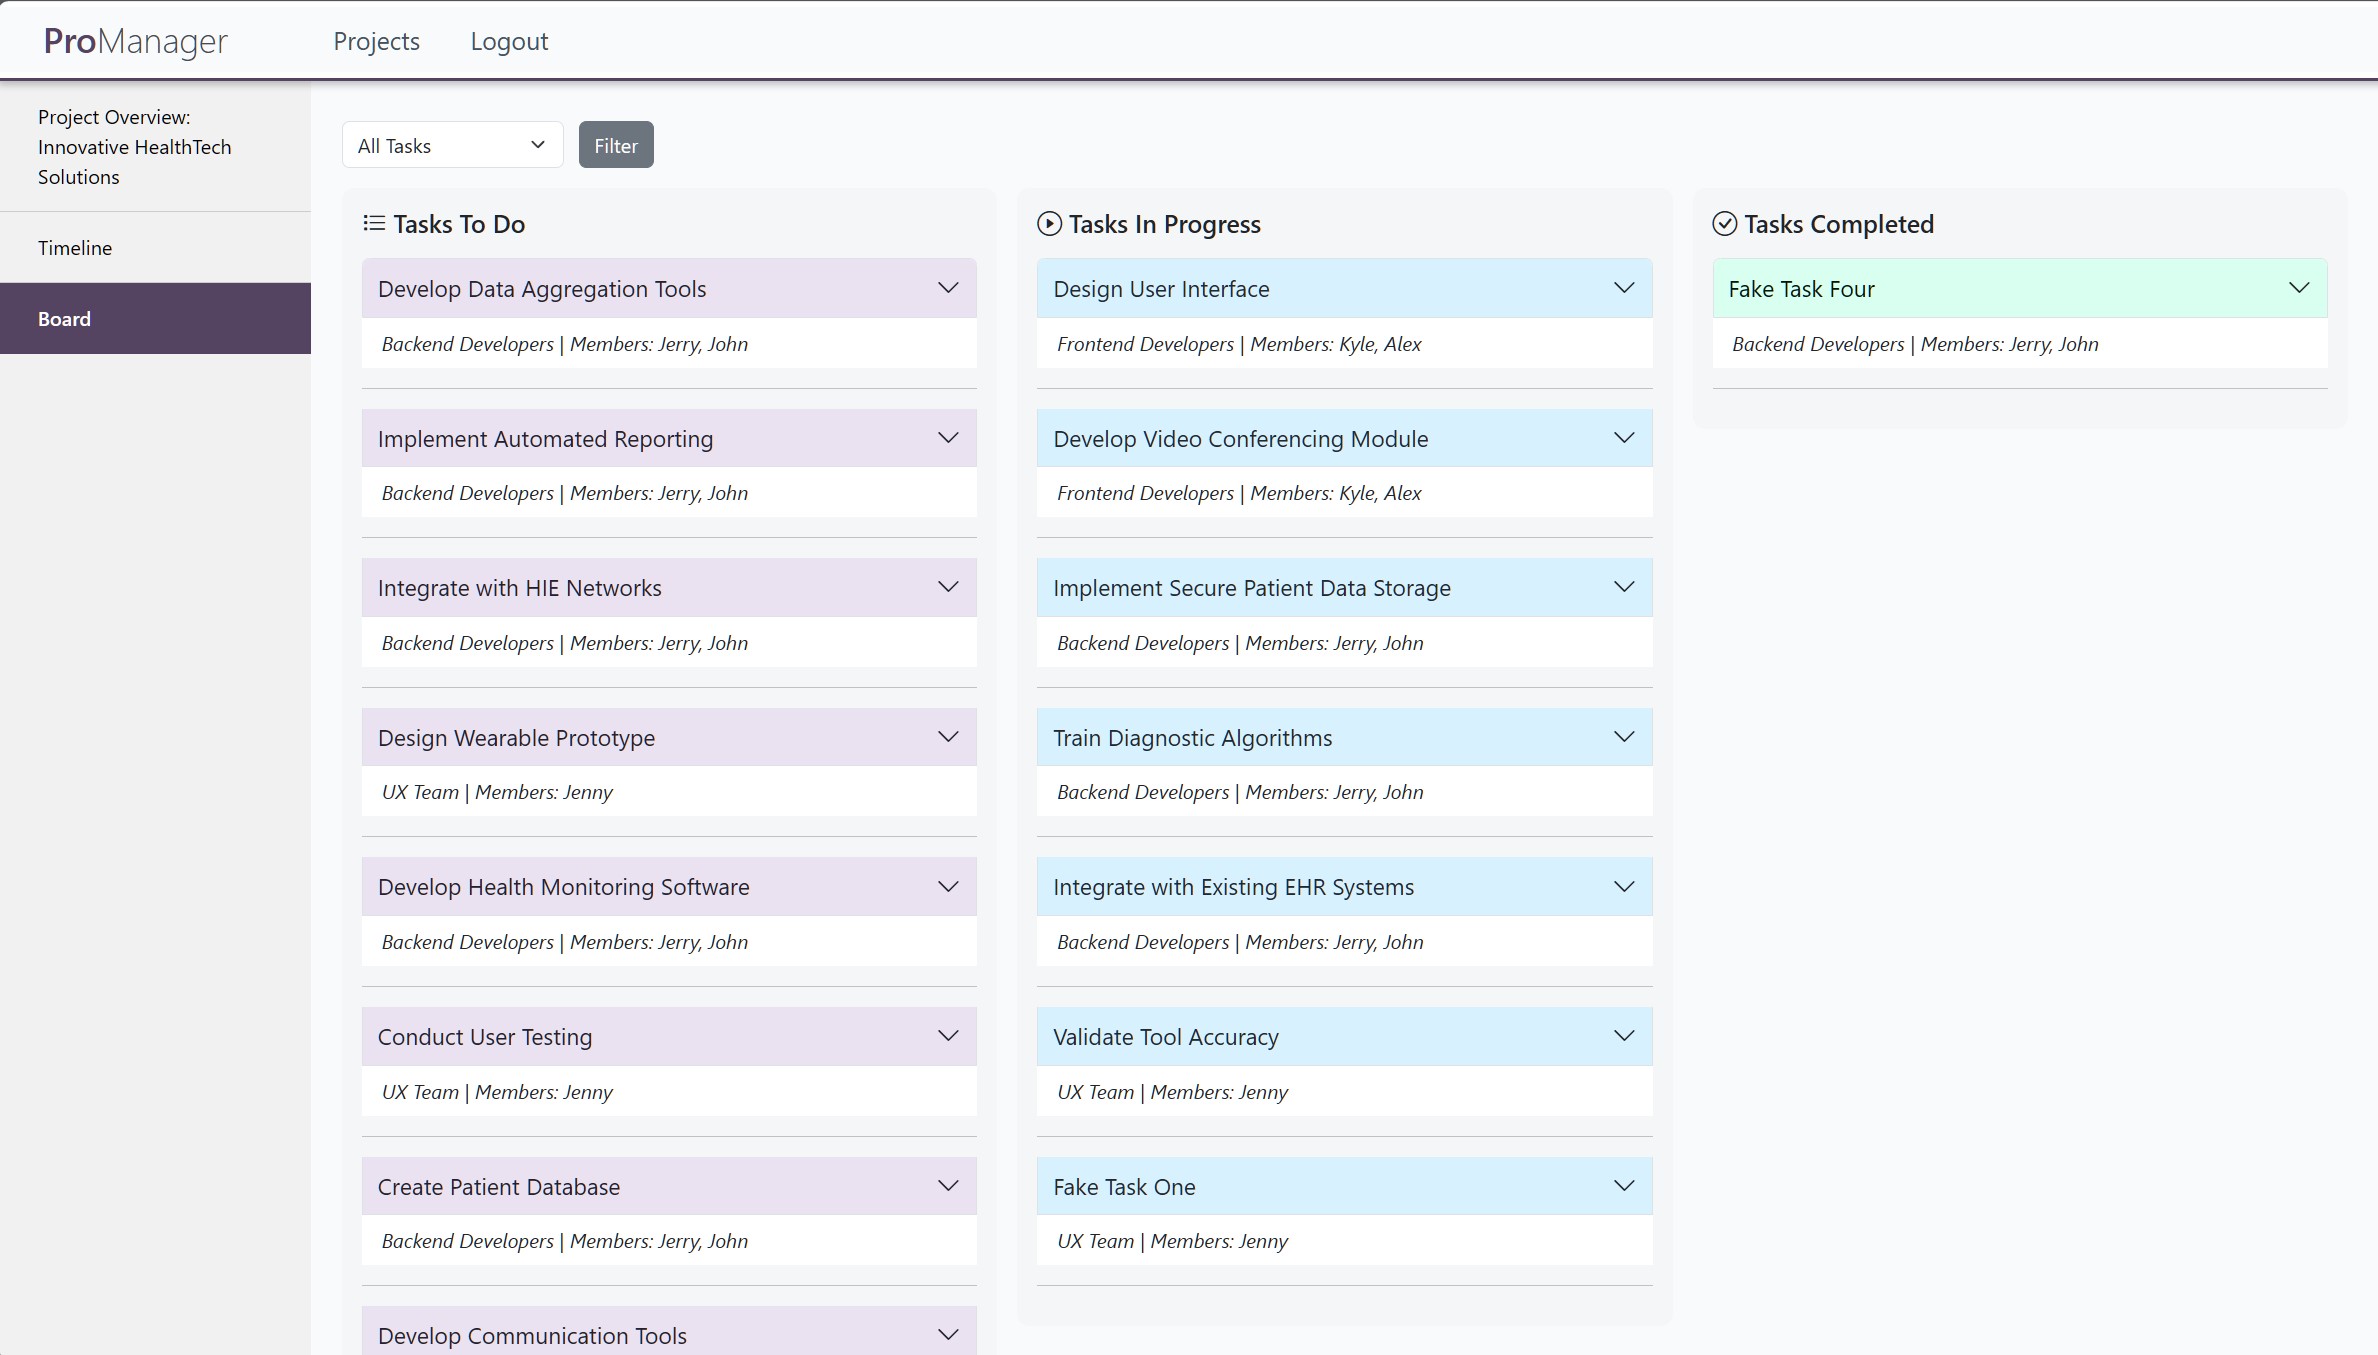 ProManager
Projects
Logout
Project Overview:
Innovative HealthTech
Solutions
Timeline
Board
All Tasks
Filter
Tasks To Do
Develop Data Aggregation Tools
Backend Developers | Members: Jerry, John
Implement Automated Reporting
Backend Developers | Members: Jerry, John
Integrate with HIE Networks
Backend Developers | Members: Jerry, John
Design Wearable Prototype
UX Team | Members: Jenny
Develop Health Monitoring Software
Backend Developers | Members: Jerry, John
Conduct User Testing
UX Team | Members: Jenny
Create Patient Database
Backend Developers | Members: Jerry, John
Develop Communication Tools
Tasks In Progress
Design User Interface
Frontend Developers | Members: Kyle, Alex
Develop Video Conferencing Module
Frontend Developers | Members: Kyle, Alex
Implement Secure Patient Data Storage
Backend Developers | Members: Jerry, John
Train Diagnostic Algorithms
Backend Developers | Members: Jerry, John
Integrate with Existing EHR Systems
Backend Developers | Members: Jerry, John
Validate Tool Accuracy
UX Team | Members: Jenny
Fake Task One
UX Team | Members: Jenny
Tasks Completed
Fake Task Four
Backend Developers | Members: Jerry, John